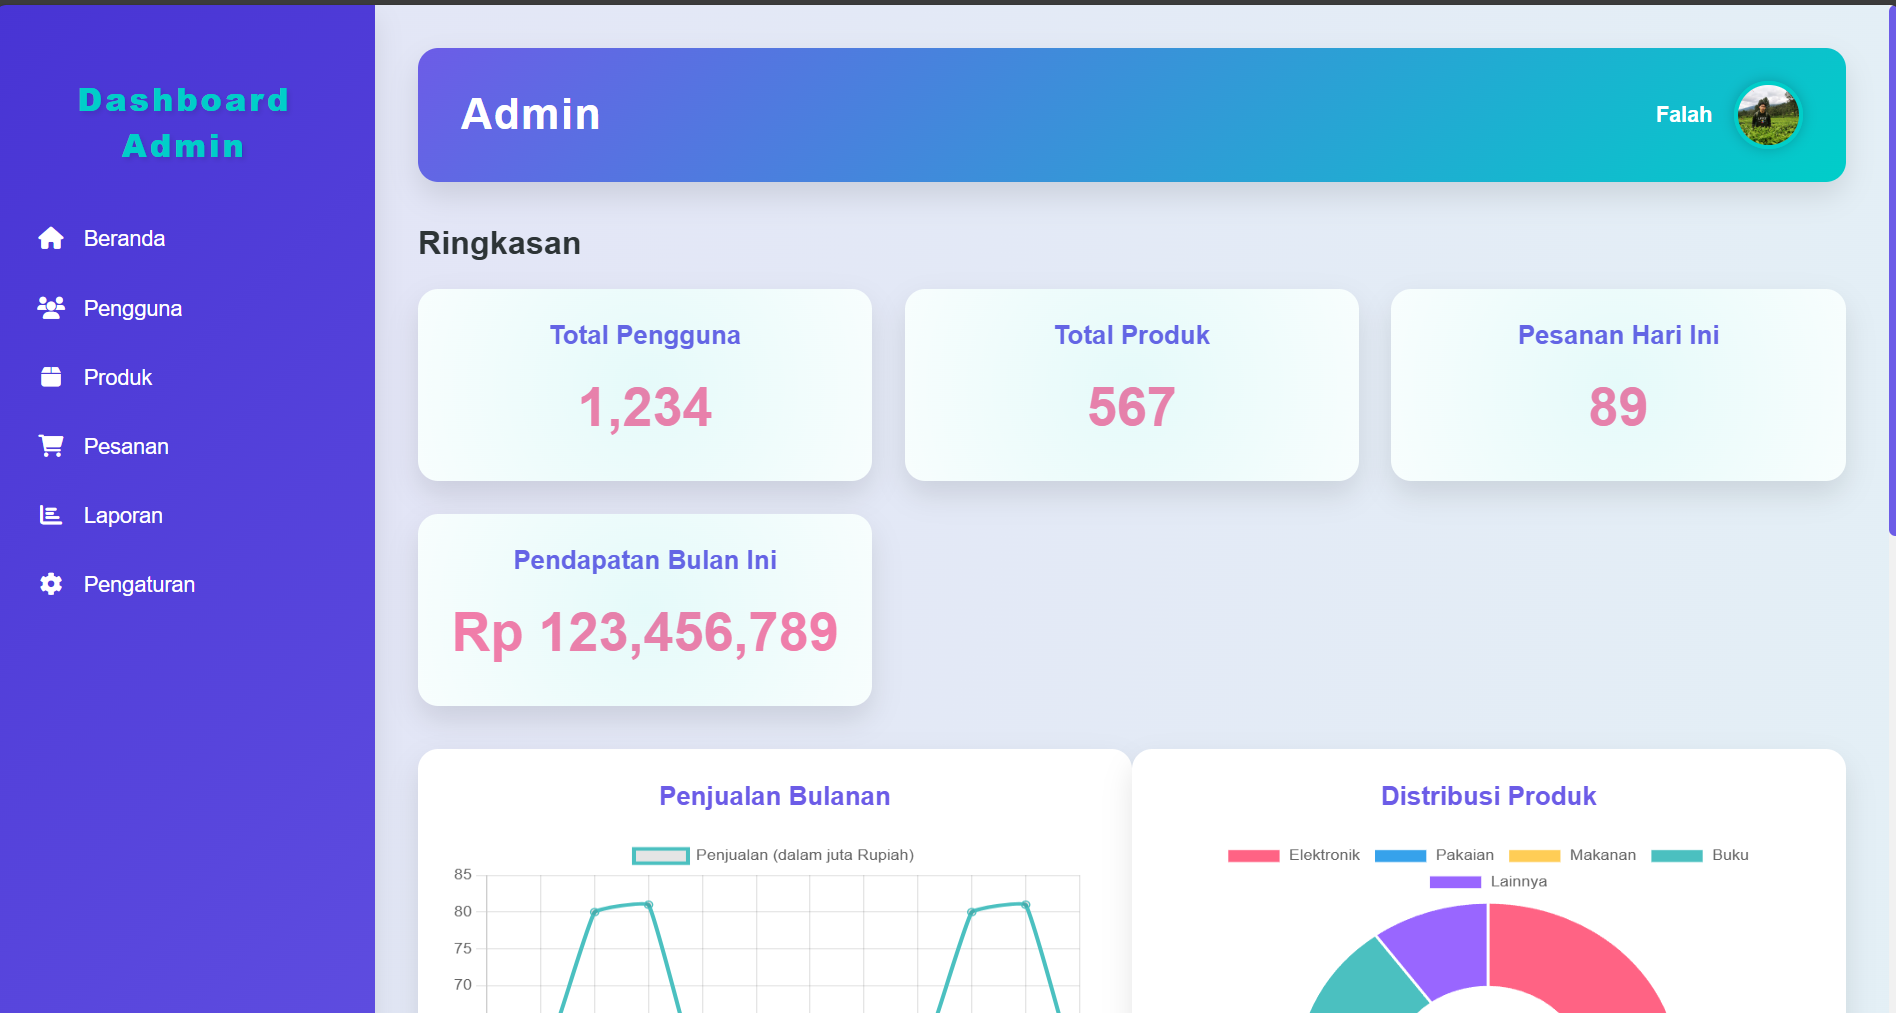 Dashboard
Admin
Beranda
Pengguna
Produk
Pesanan
Laporan
Pengaturan
Admin
Falah
Ringkasan
Total Pengguna
1,234
Total Produk
567
Pesanan Hari Ini
89
Pendapatan Bulan Ini
Rp 123,456,789
Penjualan Bulanan
Penjualan (dalam juta Rupiah)
85
80
75
70
Distribusi Produk
Elektronik Pakaian Makanan Buku
Lainnya